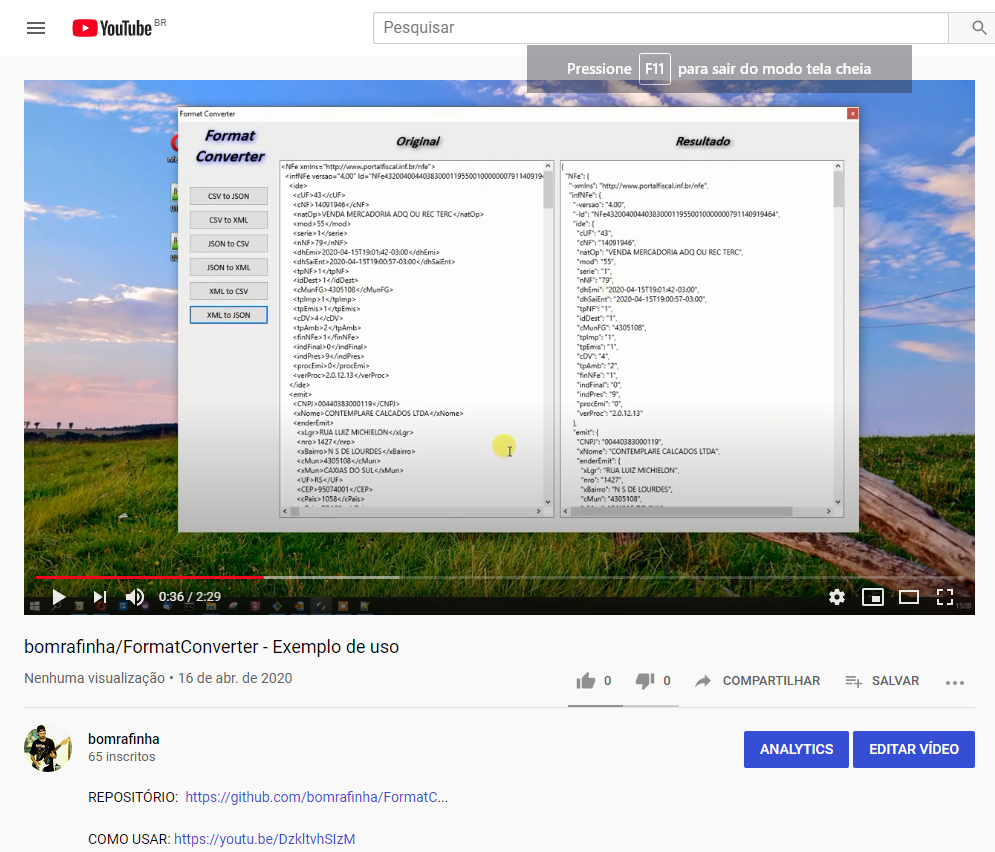 YouTube BR
Pesquisar
Pressione F11 para sair do modo tela cheia
Format Converter
Format
Converter
CSV to JSON
CSV to XML
JSON to CSV
JSON to XML
XML to CSV
XML to JSON
Original
<NFe xmlns="http://www.portalfiscal.inf.br/nfe">
<ide>
<cUF>43</cUF>
<cNF>14091946</cNF>
<natOp>VENDA MERCADORIA ADQ OU REC TERC</natOp>
<mod>55</mod>
<serie>1</serie>
<nNF>79</nNF>
<dhEmi>2020-04-15T19:01:42-03:00</dhEmi>
<dhSaiEnt>2020-04-15T19:00:57-03:00</dhSaiEnt>
<tpNF>1</tpNF>
<idDest>1</idDest>
<cMunFG>4305108</cMunFG>
<tpImp>1</tpImp>
<tpEmis>1</tpEmis>
<cDV>4</cDV>
<tpAmb>2</tpAmb>
<finNFe>1</finNFe>
<indFinal>0</indFinal>
<indPres>9</indPres>
<procEmi>0</procEmi>
<verProc>2.0.12.13</verProc>
</ide>
<emit>
<CNPJ>00440383000119</CNPJ>
<xNome>CONTEMPLARE CALCADOS LTDA</xNome>
<enderEmit>
<xLgr>RUA LUIZ MICHIELON</xLgr>
<nro>1427</nro>
<xBairro>N S DE LOURDES</xBairro>
<cMun>4305108</cMun>
<xMun>CAXIAS DO SUL</xMun>
<UF>RS</UF>
<CEP>95074001</CEP>
<cPais>1058</cPais>
Resultado
{
"NFe": {
"-xmlns": "http://www.portalfiscal.inf.br/nfe",
"infNFe": {
"-versao": "4.00",
"-Id": "NFe43200400440383000119550010000000791140919464",
"ide": {
"cUF": "43",
"cNF": "14091946",
"natOp": "VENDA MERCADORIA ADQ OU REC TERC",
"mod": "55",
"serie": "1",
"nNF": "79",
"dhEmi": "2020-04-15T19:01:42-03:00",
"dhSaiEnt": "2020-04-15T19:00:57-03:00",
"tpNF": "1",
"idDest": "1",
"cMunFG": "4305108",
"tpImp": "1",
"tpEmis": "1",
"cDV": "4",
"tpAmb": "2",
"finNFe": "1",
"indFinal": "0",
"indPres": "9",
"procEmi": "0",
"verProc": "2.0.12.13"
},
"emit": {
"CNPJ": "00440383000119",
"xNome": "CONTEMPLARE CALCADOS LTDA",
"enderEmit": {
"xLgr": "RUA LUIZ MICHIELON",
"nro": "1427",
"xBairro": "N S DE LOURDES",
"cMun": "4305108",
0:36 / 2:29
15:08
bomrafinha/FormatConverter - Exemplo de uso
Nenhuma visualização • 16 de abr. de 2020
0 0 COMPARTILHAR SALVAR
bomrafinha
65 inscritos
ANALYTICS EDITAR VÍDEO
REPOSITÓRIO: https://github.com/bomrafinha/FormatC...
COMO USAR: https://youtu.be/DzkltvhSIzM